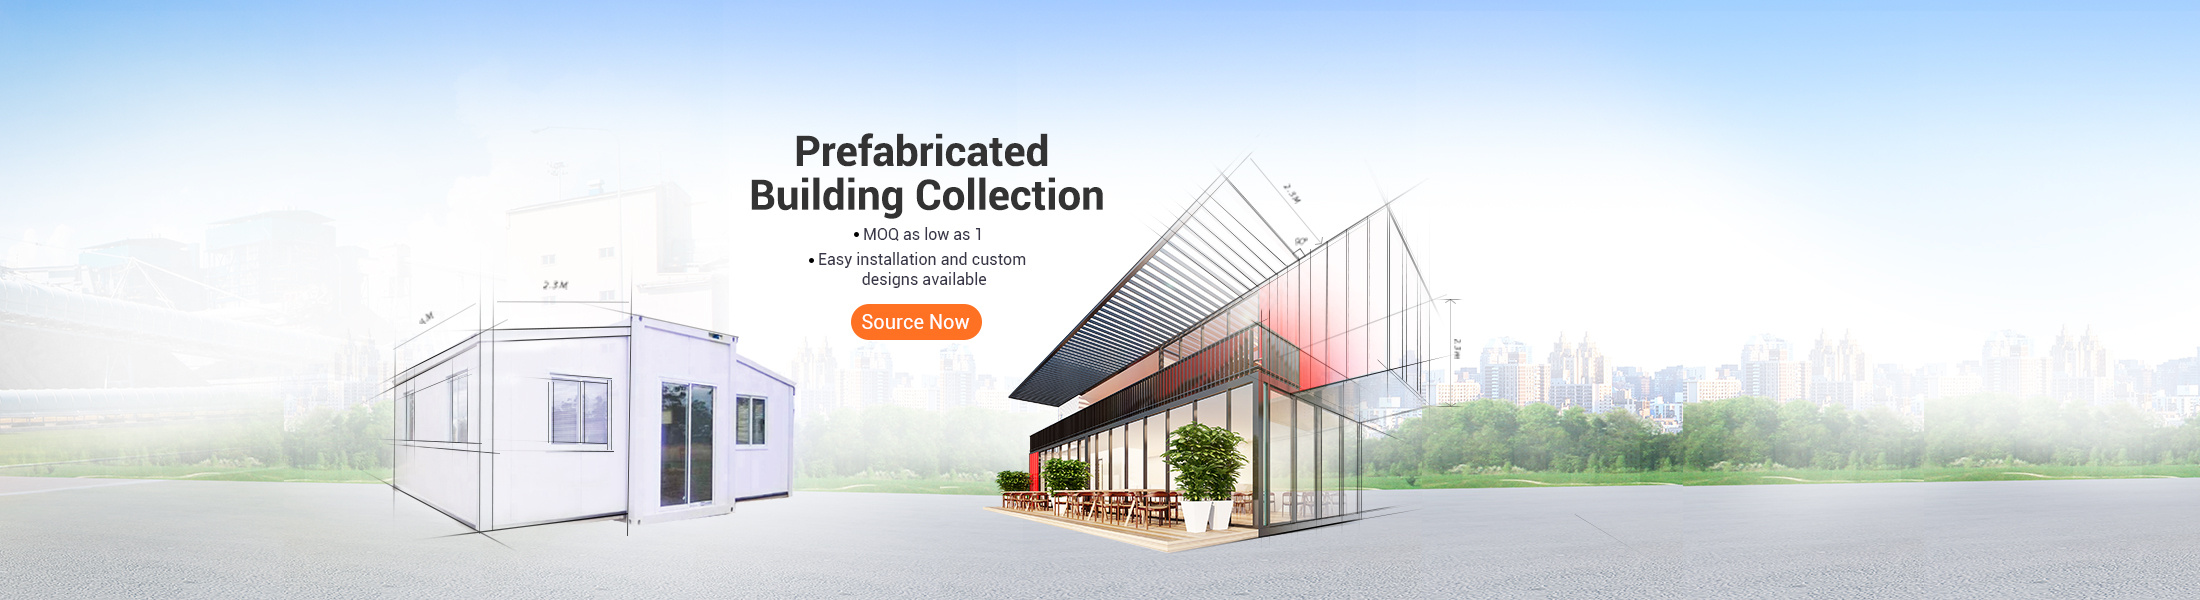 Prefabricated
Building Collection
• MOQ as low as 1
• Easy installation and custom
designs available
Source Now
2.3M
90°
2.3M
4M
2.3M